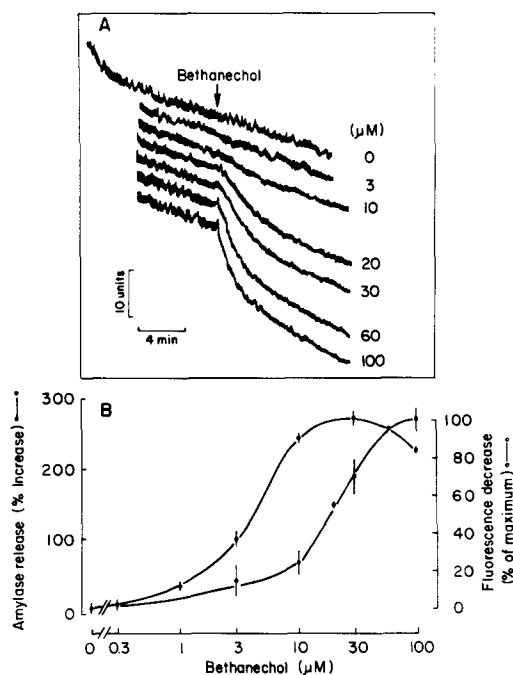 A
Bethanechol
(µM)
0
3
10
20
30
60
100
10 units
4 min
B
300
200
100
0
Amylase release (% Increase)
100
80
60
40
20
0
Fluorescence decrease
(% of maximum)
0 0.3 1 3 10 30 100
Bethanechol (µM)